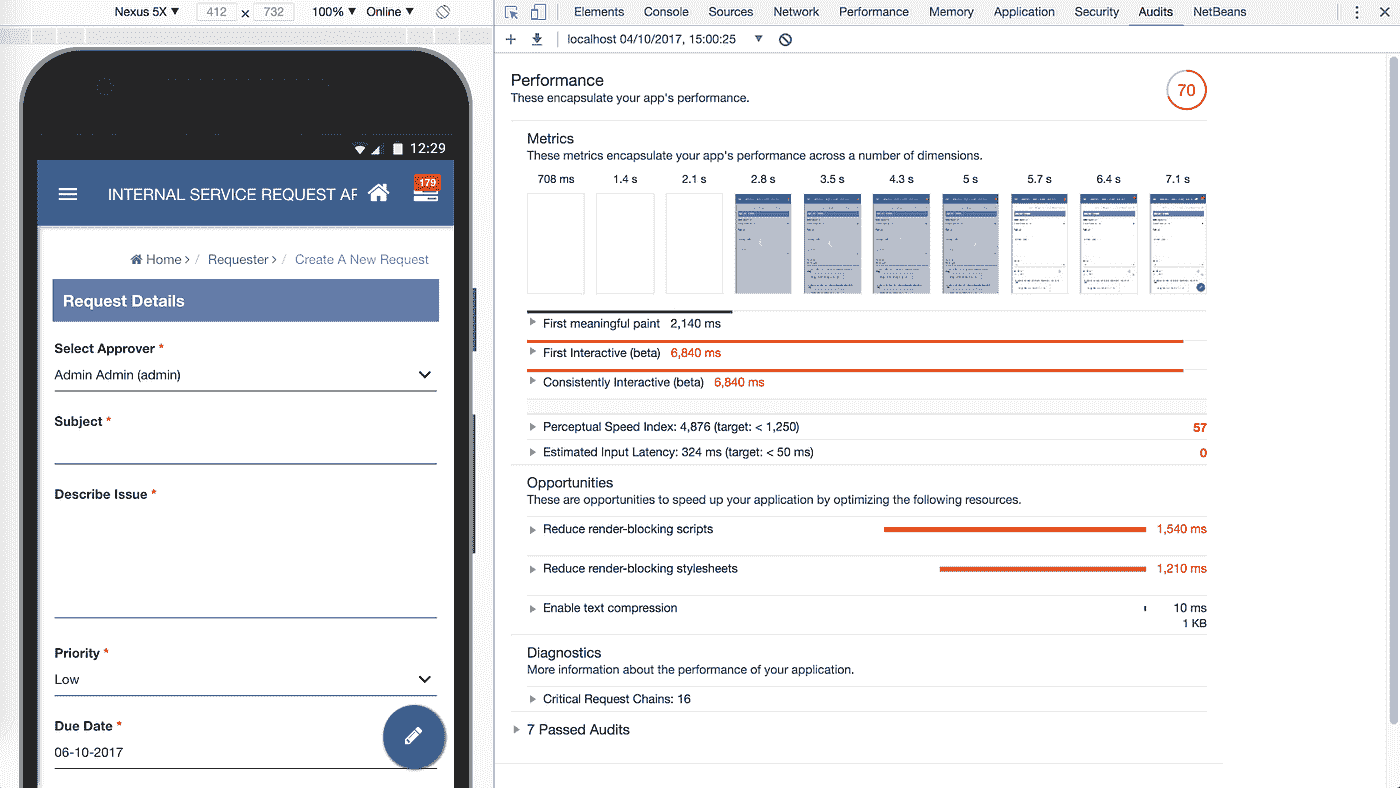 Nexus 5X ▼ 412 x 732 100% ▼ Online ▼
12:29
INTERNAL SERVICE REQUEST AP
179
Home > / Requester > / Create A New Request
Request Details
Select Approver *
Admin Admin (admin)
Subject *
Describe Issue *
Priority *
Low
Due Date *
06-10-2017
Elements Console Sources Network Performance Memory Application Security Audits NetBeans
localhost 04/10/2017, 15:00:25 ▼
Performance
70
These encapsulate your app's performance.
Metrics
These metrics encapsulate your app's performance across a number of dimensions.
708 ms 1.4 s 2.1 s 2.8 s 3.5 s 4.3 s 5 s 5.7 s 6.4 s 7.1 s
First meaningful paint 2,140 ms
First Interactive (beta) 6,840 ms
Consistently Interactive (beta) 6,840 ms
Perceptual Speed Index: 4,876 (target: < 1,250) 57
Estimated Input Latency: 324 ms (target: < 50 ms) 0
Opportunities
These are opportunities to speed up your application by optimizing the following resources.
Reduce render-blocking scripts 1,540 ms
Reduce render-blocking stylesheets 1,210 ms
Enable text compression 10 ms
1 KB
Diagnostics
More information about the performance of your application.
Critical Request Chains: 16
7 Passed Audits